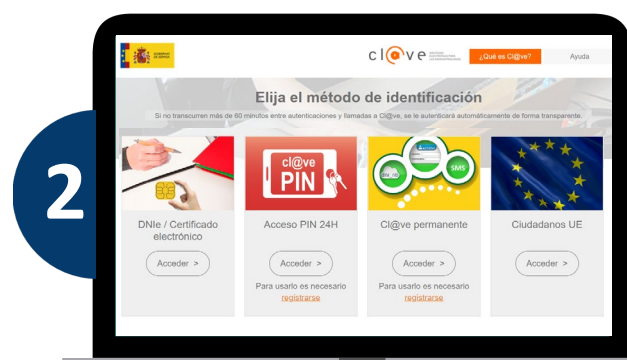 2
GOBIERNO
DE ESPAÑA
cl@ve
¿Qué es Cl@ve?
Ayuda
Elija el método de identificación
Si no transcurren más de 60 minutos entre autenticaciones y llamadas a Cl@ve, se le autenticará automáticamente de forma transparente.
cl@ve
PIN
SMS
DNIe / Certificado
electrónico
Acceder >
Acceso PIN 24H
Acceder >
Para usarlo es necesario
registrarse
Cl@ve permanente
Acceder >
Para usarlo es necesario
registrarse
Ciudadanos UE
Acceder >